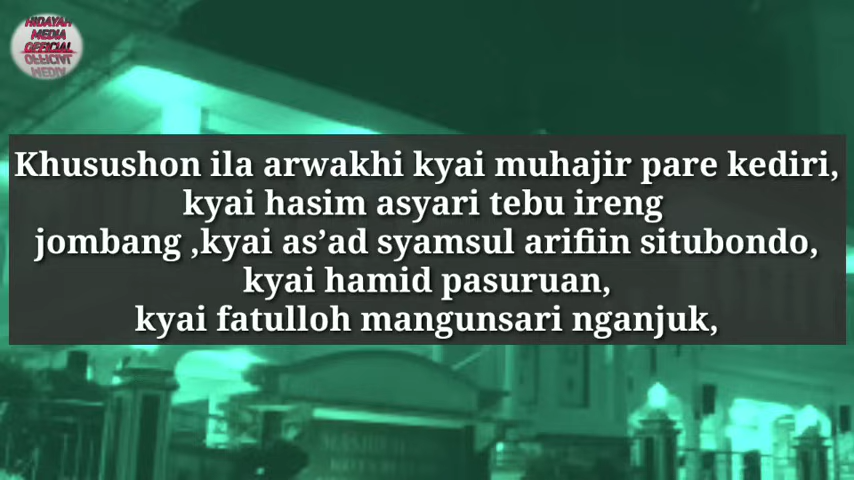 HIDAYAH
MEDIA
OFFICIAL
Khusushon ila arwakhi kyai muhajir pare kediri,
kyai hasim asyari tebu ireng
jombang ,kyai as’ad syamsul arifiin situbondo,
kyai hamid pasuruan,
kyai fatulloh mangunsari nganjuk,